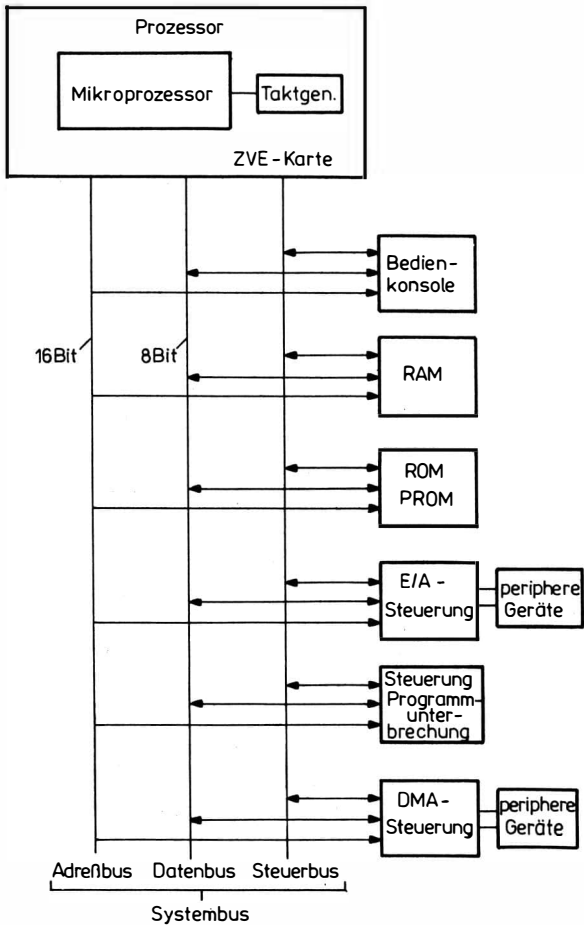 Prozessor
Mikroprozessor
Taktgen.
ZVE-Karte
Bedien-
konsole
16Bit
8Bit
RAM
ROM
PROM
E/A-
Steuerung
periphere
Geräte
Steuerung
Programm-
unter-
brechung
DMA-
Steuerung
periphere
Geräte
Adreßbus
Datenbus
Steuerbus
Systembus